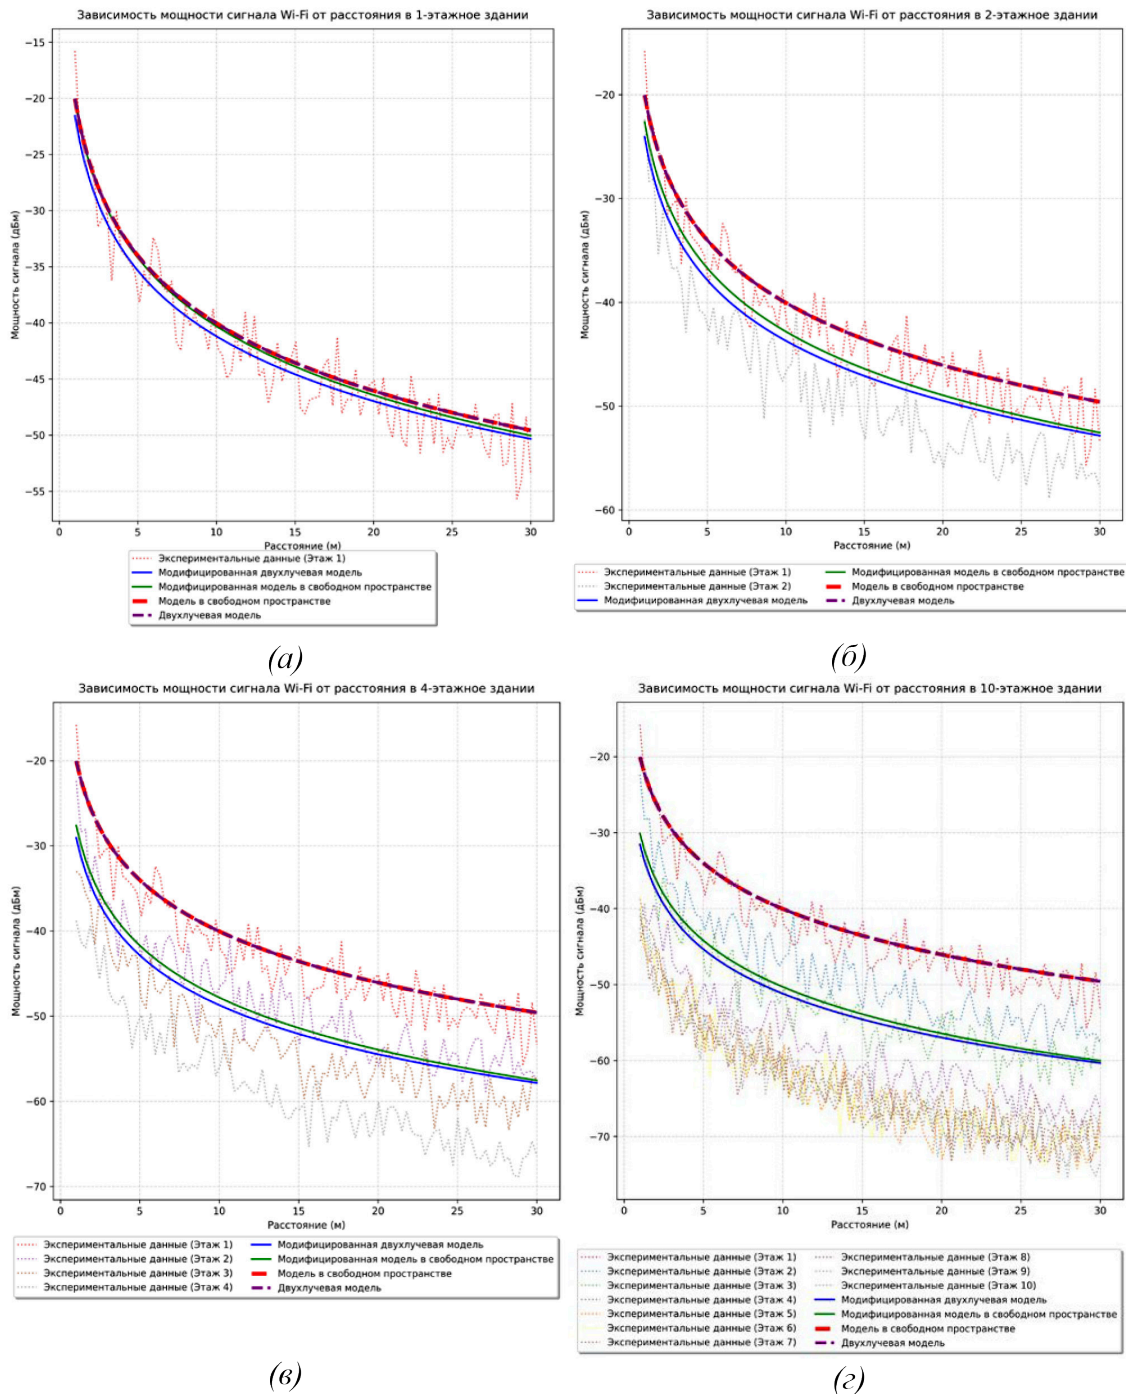 Зависимость мощности сигнала Wi-Fi от расстояния в 1-этажное здании
Мощность сигнала (дБм)
−15
−20
−25
−30
−35
−40
−45
−50
−55
0 5 10 15 20 25 30
Расстояние (м)
Экспериментальные данные (Этаж 1)
Модифицированная двухлучевая модель
Модифицированная модель в свободном пространстве
Модель в свободном пространстве
Двухлучевая модель
(а)
Зависимость мощности сигнала Wi-Fi от расстояния в 2-этажное здании
Мощность сигнала (дБм)
−20
−30
−40
−50
−60
0 5 10 15 20 25 30
Расстояние (м)
Экспериментальные данные (Этаж 1)
Экспериментальные данные (Этаж 2)
Модифицированная двухлучевая модель
Модифицированная модель в свободном пространстве
Модель в свободном пространстве
Двухлучевая модель
(б)
Зависимость мощности сигнала Wi-Fi от расстояния в 4-этажное здании
Мощность сигнала (дБм)
−20
−30
−40
−50
−60
−70
0 5 10 15 20 25 30
Расстояние (м)
Экспериментальные данные (Этаж 1)
Экспериментальные данные (Этаж 2)
Экспериментальные данные (Этаж 3)
Экспериментальные данные (Этаж 4)
Модифицированная двухлучевая модель
Модифицированная модель в свободном пространстве
Модель в свободном пространстве
Двухлучевая модель
(в)
Зависимость мощности сигнала Wi-Fi от расстояния в 10-этажное здании
Мощность сигнала (дБм)
−20
−30
−40
−50
−60
−70
0 5 10 15 20 25 30
Расстояние (м)
Экспериментальные данные (Этаж 1)
Экспериментальные данные (Этаж 2)
Экспериментальные данные (Этаж 3)
Экспериментальные данные (Этаж 4)
Экспериментальные данные (Этаж 5)
Экспериментальные данные (Этаж 6)
Экспериментальные данные (Этаж 7)
Экспериментальные данные (Этаж 8)
Экспериментальные данные (Этаж 9)
Экспериментальные данные (Этаж 10)
Модифицированная двухлучевая модель
Модифицированная модель в свободном пространстве
Модель в свободном пространстве
Двухлучевая модель
(г)